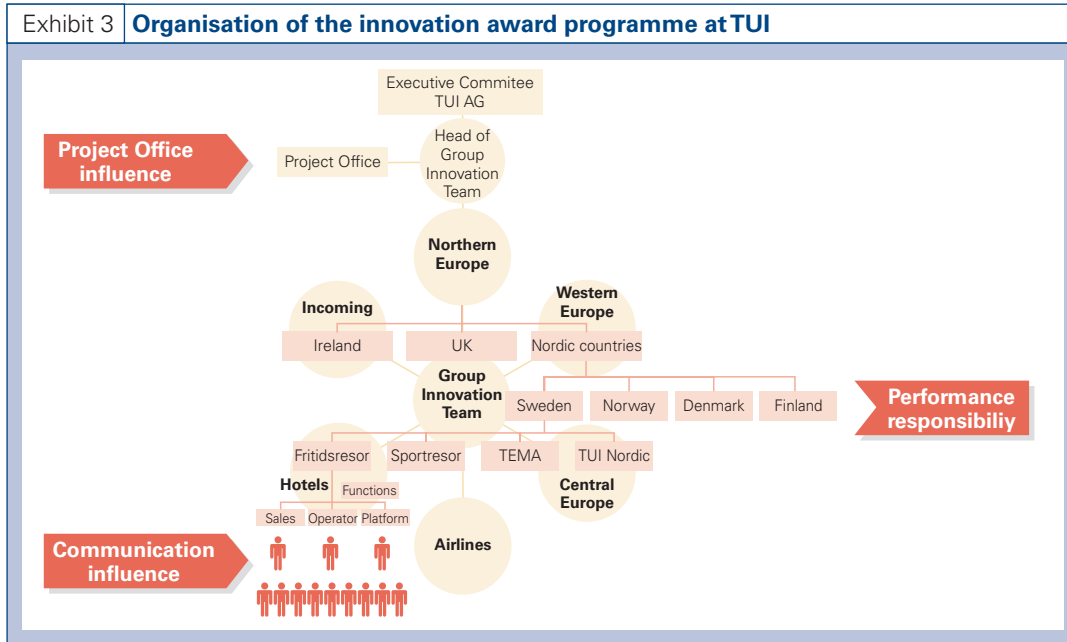 Exhibit 3 Organisation of the innovation award programme at TUI
Executive Commitee
TUI AG
Project Office
influence
Project Office
Head of
Group
Innovation
Team
Northern
Europe
Incoming
Western
Europe
Ireland
UK
Nordic countries
Group
Innovation
Team
Sweden
Norway
Denmark
Finland
Performance
responsibiliy
Fritidsresor
Sportresor
TEMA
TUI Nordic
Hotels
Functions
Central
Europe
Sales
Operator
Platform
Airlines
Communication
influence